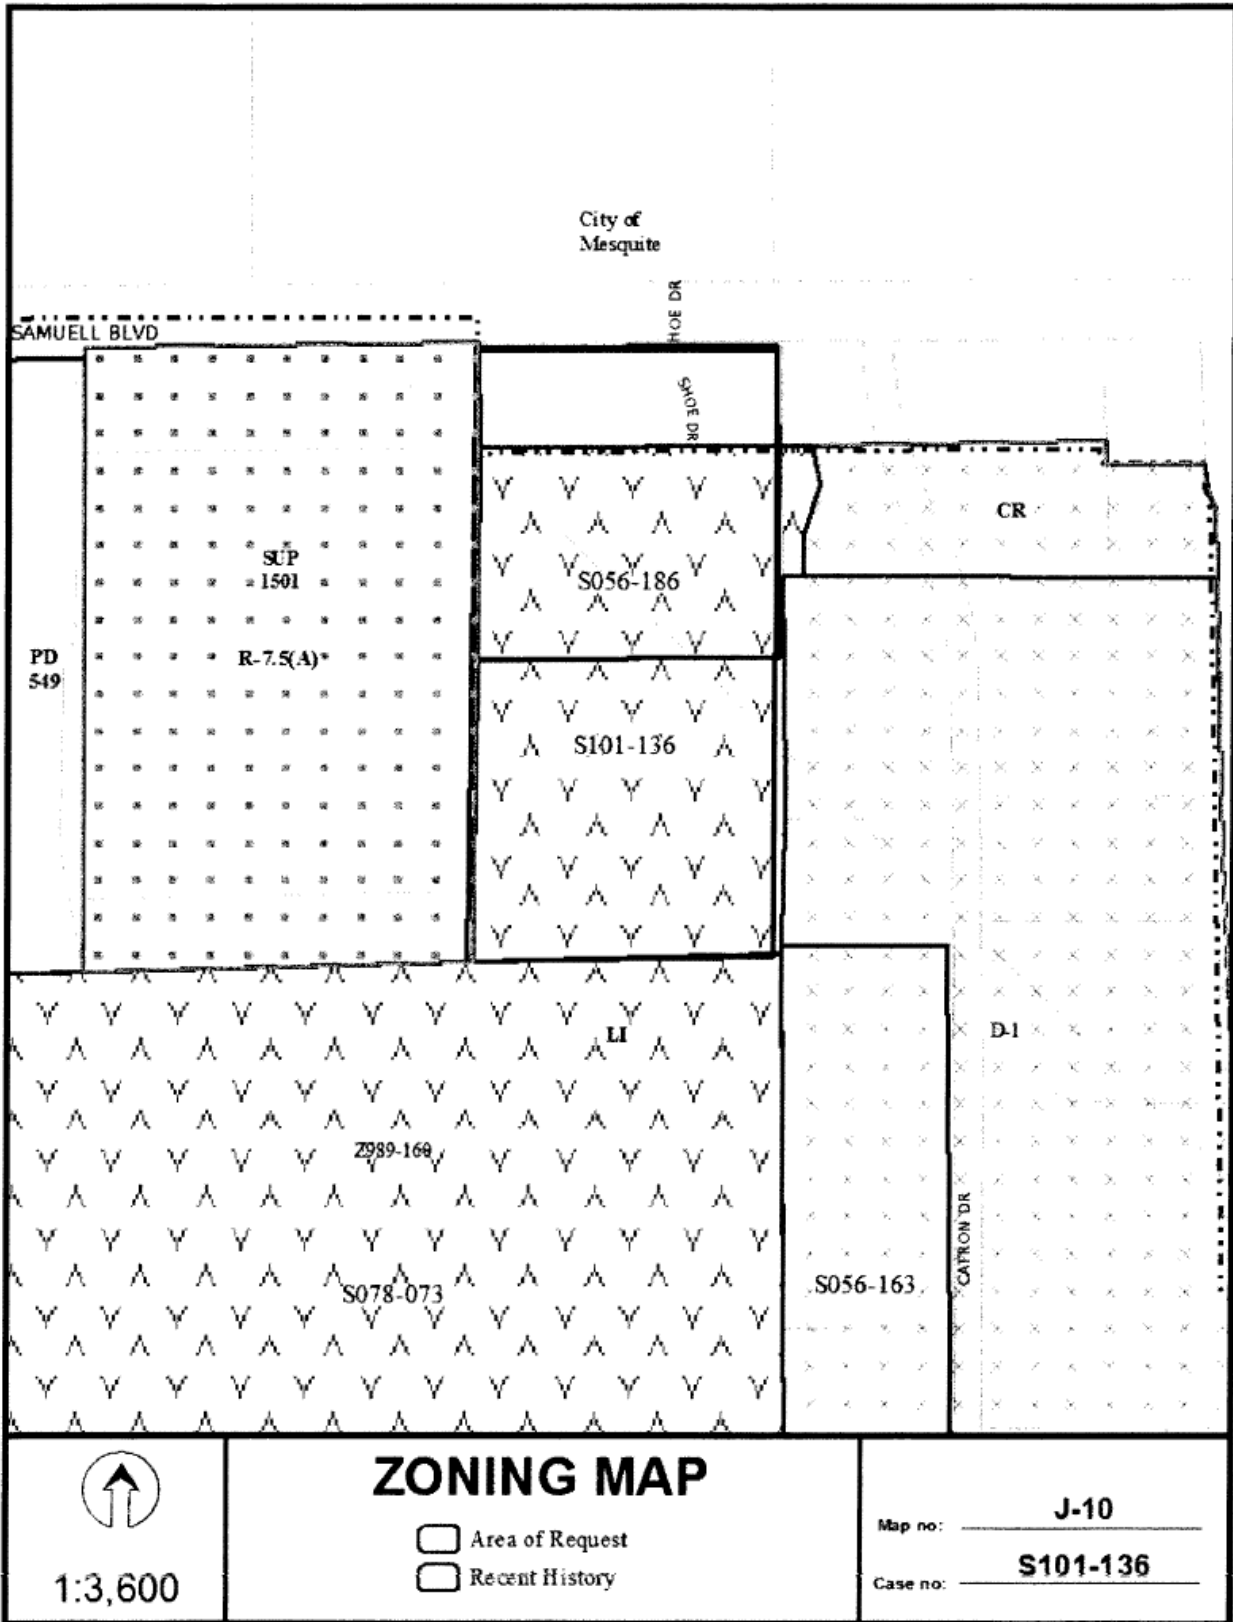 City of
Mesquite
SHOE DR
SAMUELL BLVD
SHOE DR
CR
SUP
1501
S056-186
PD
549
R-7.5(A)
S101-136
D-1
LI
Z989-160
CATRON DR
S078-073
S056-163
ZONING MAP
Area of Request
Recent History
1:3,600
Map no: J-10
Case no: S101-136